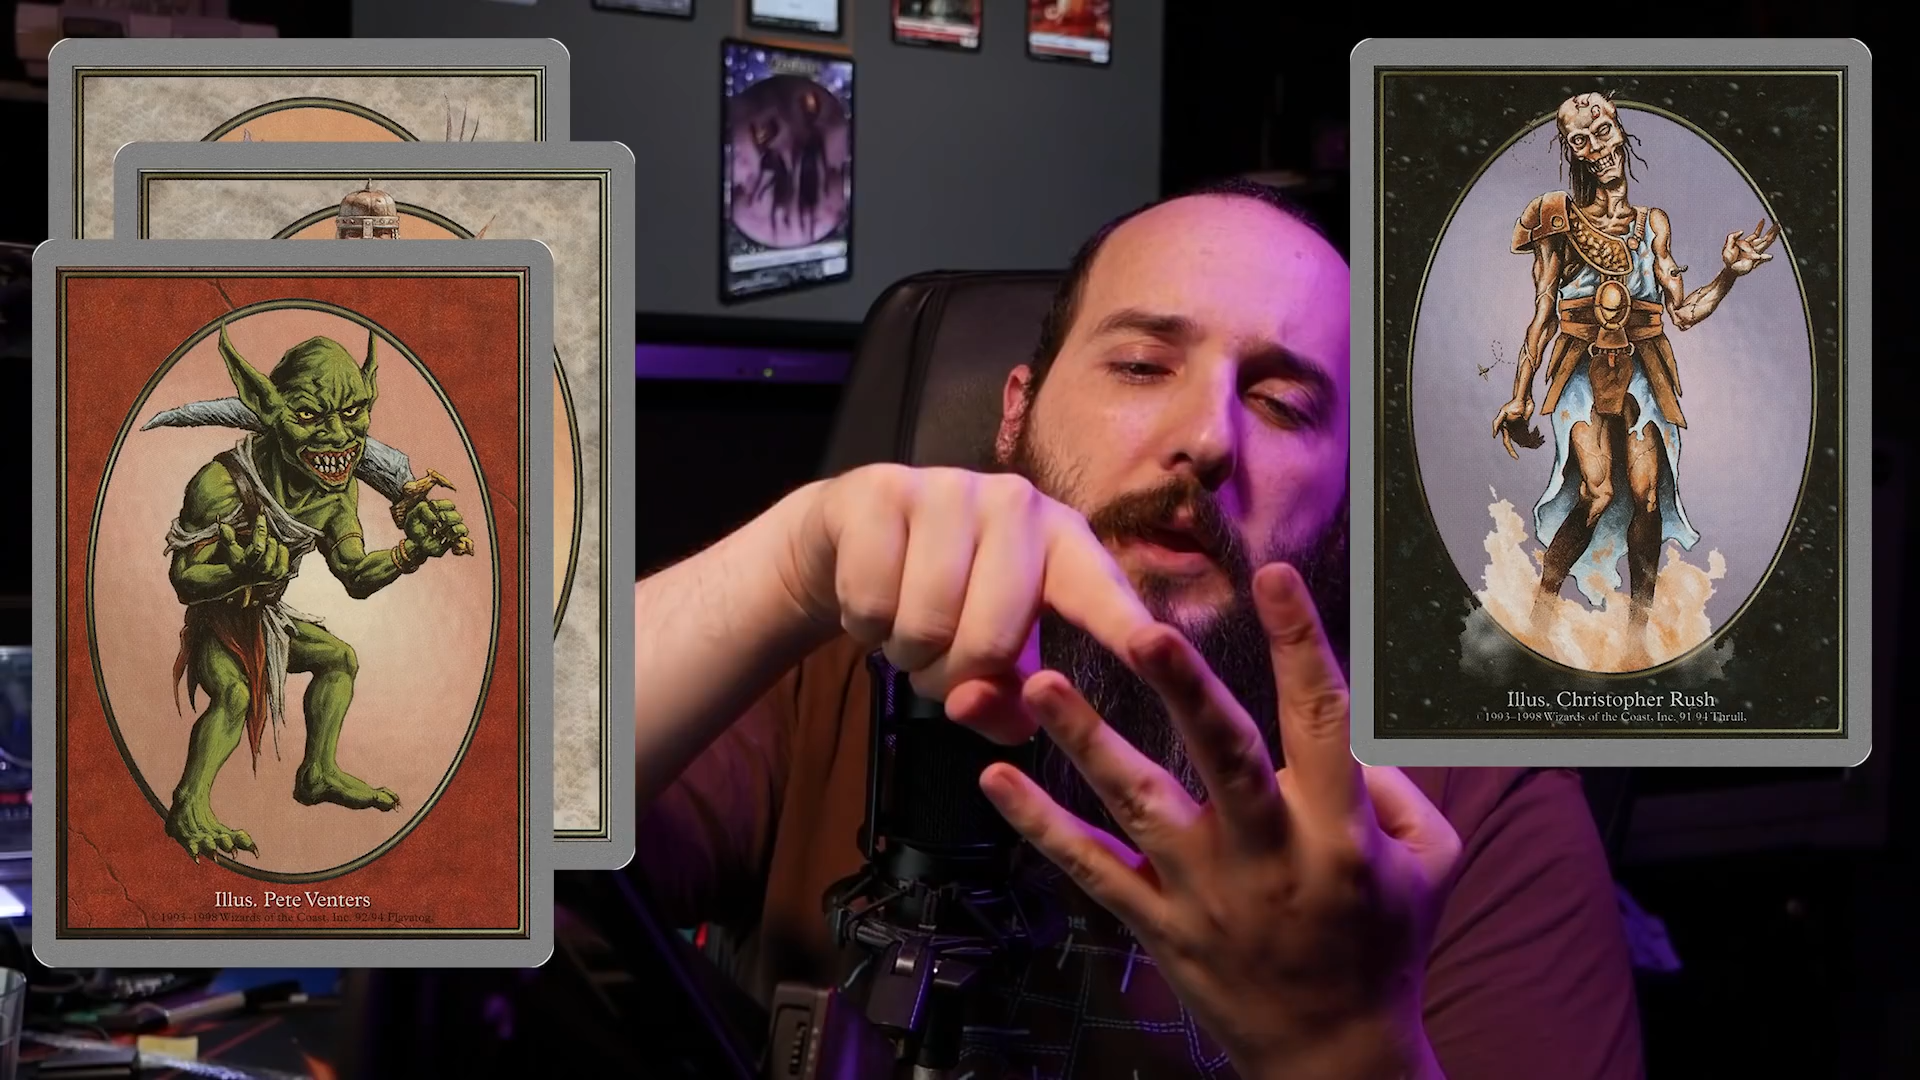 Illus. Pete Venters
©1993–1998 Wizards of the Coast, Inc. 92/94 Flavatog.
Illus. Christopher Rush
©1993–1998 Wizards of the Coast, Inc. 91/94 Thrull.